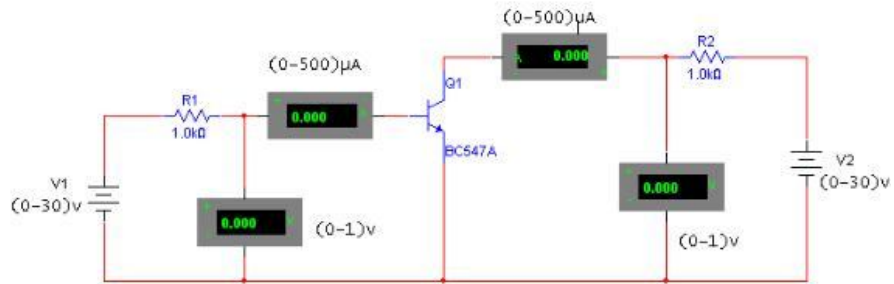 (0-500)µA
R2
1.0kΩ
0.000
(0-500)µA
Q1
R1
1.0kΩ
0.000
BC547A
V1
(0-30)v
0.000
(0-1)v
0.000
(0-1)v
V2
(0-30)v